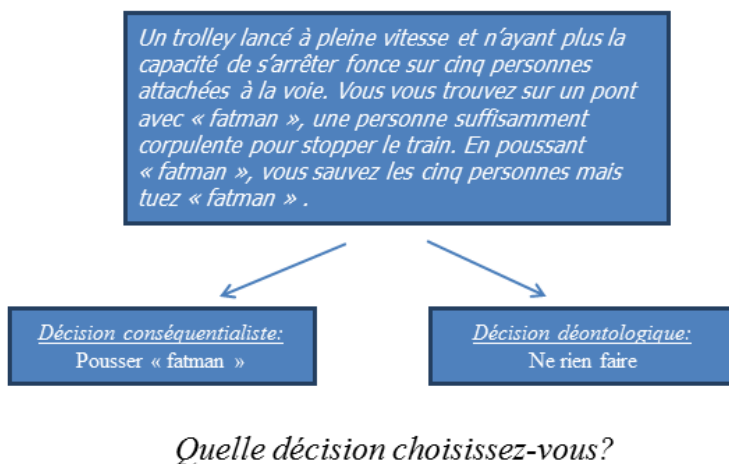 Un trolley lancé à pleine vitesse et n'ayant plus la
capacité de s'arrêter fonce sur cinq personnes
attachées à la voie. Vous vous trouvez sur un pont
avec « fatman », une personne suffisamment
corpulente pour stopper le train. En poussant
« fatman », vous sauvez les cinq personnes mais
tuez « fatman » .
Décision conséquentialiste:
Pousser « fatman »
Décision déontologique:
Ne rien faire
Quelle décision choisissez-vous?